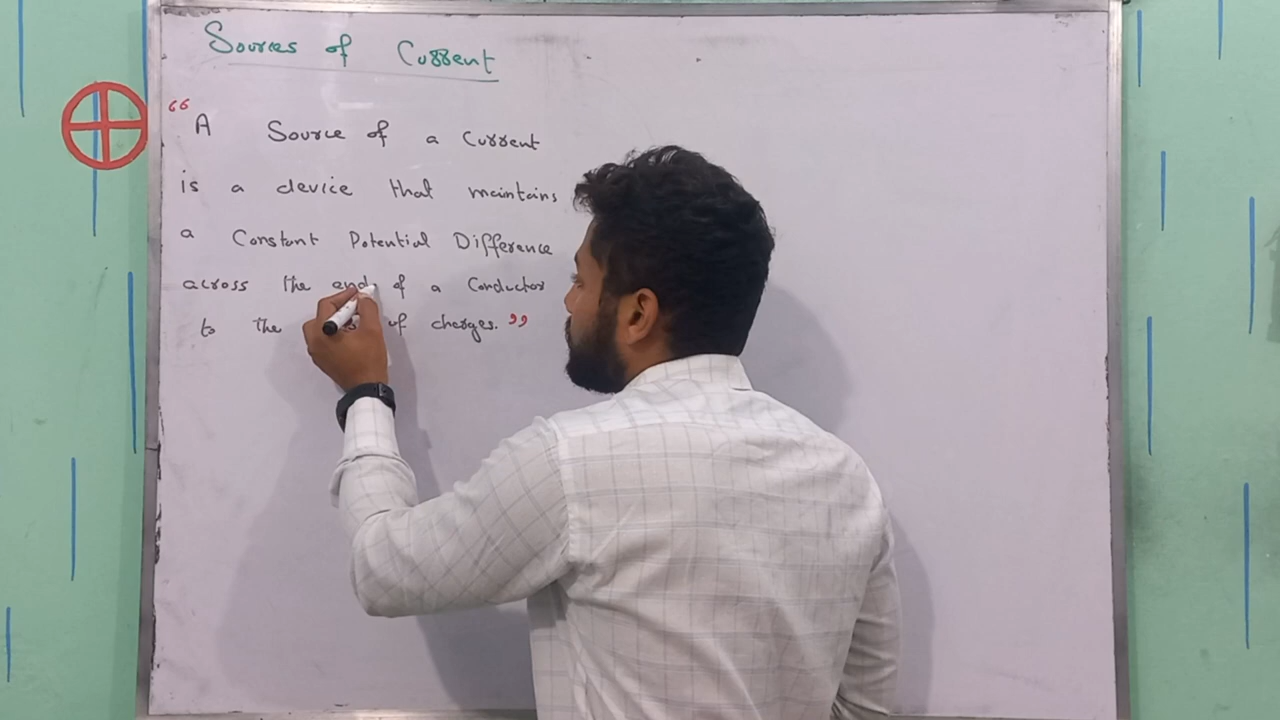 Sources of Current
“ A Source of a Current
is a device that maintains
a Constant Potential Difference
across the end of a Conductor
to the of charges. ”